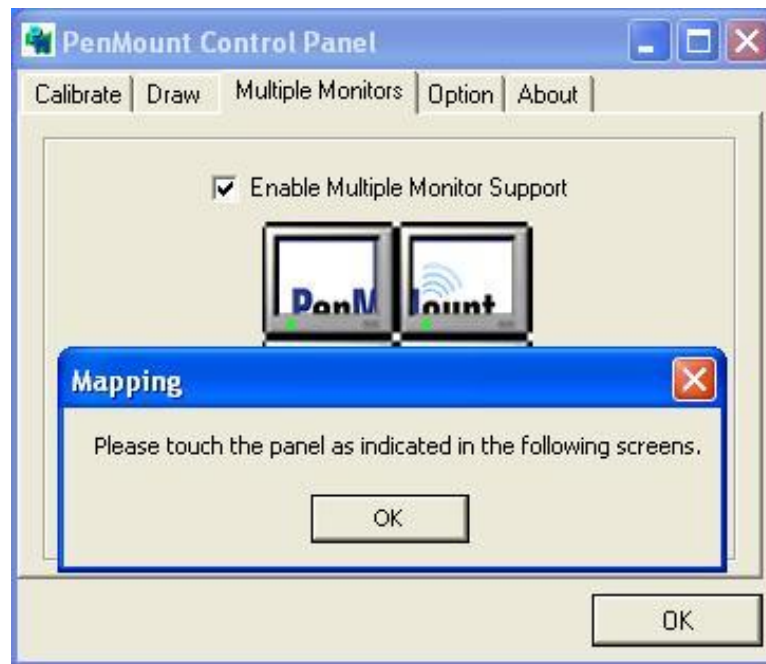 PenMount Control Panel
Calibrate Draw Multiple Monitors Option About
Enable Multiple Monitor Support
PenMount
Mapping
Please touch the panel as indicated in the following screens.
OK
OK